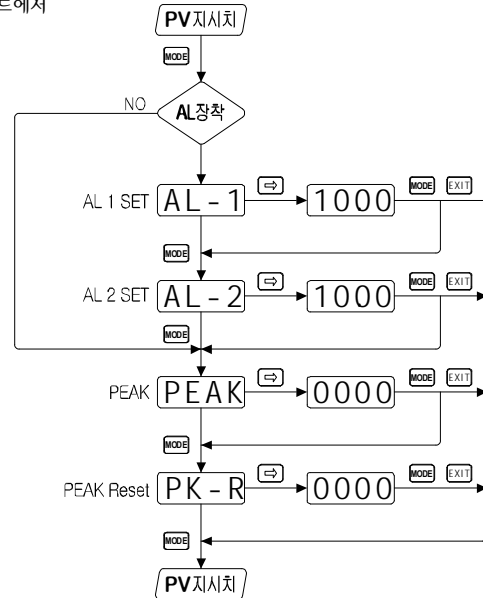 트에서
PV지시치
MODE
NO
AL장착
AL 1 SET AL-1 ⇨ 1000 MODE EXIT
MODE
AL 2 SET AL-2 ⇨ 1000 MODE EXIT
MODE
PEAK PEAK ⇨ 0000 MODE EXIT
MODE
PEAK Reset PK-R ⇨ 0000 MODE EXIT
MODE
PV지시치